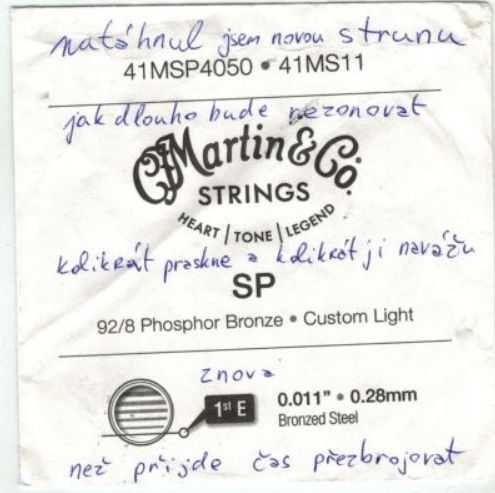 natáhnul jsem novou strunu
41MSP4050 • 41MS11
jak dlouho bude rezonovat
CFMartin & Co.
STRINGS
HEART / TONE / LEGEND
kolikrát praskne a kolikrát ji navážu
SP
92/8 Phosphor Bronze • Custom Light
znova
1st E
0.011" • 0.28mm
Bronzed Steel
než přijde čas přezbrojovat